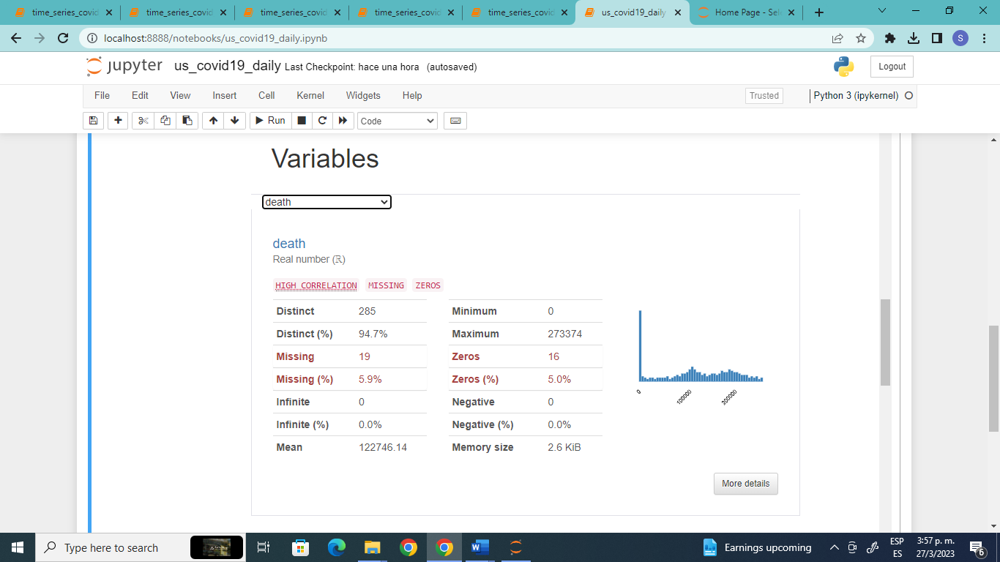 time_series_covid
time_series_covid
time_series_covid
time_series_covid
time_series_covid
us_covid19_daily
Home Page - Sel
localhost:8888/notebooks/us_covid19_daily.ipynb
S
jupyter us_covid19_daily Last Checkpoint: hace una hora (autosaved)
Logout
File Edit View Insert Cell Kernel Widgets Help
Trusted
Python 3 (ipykernel)
Run
Code
Variables
death
death
Real number (ℝ)
HIGH CORRELATION MISSING ZEROS
Distinct 285
Distinct (%) 94.7%
Missing 19
Missing (%) 5.9%
Infinite 0
Infinite (%) 0.0%
Mean 122746.14
Minimum 0
Maximum 273374
Zeros 16
Zeros (%) 5.0%
Negative 0
Negative (%) 0.0%
Memory size 2.6 KiB
0 100000 200000
More details
Type here to search
Earnings upcoming
ESP
ES
3:57 p. m.
27/3/2023
6